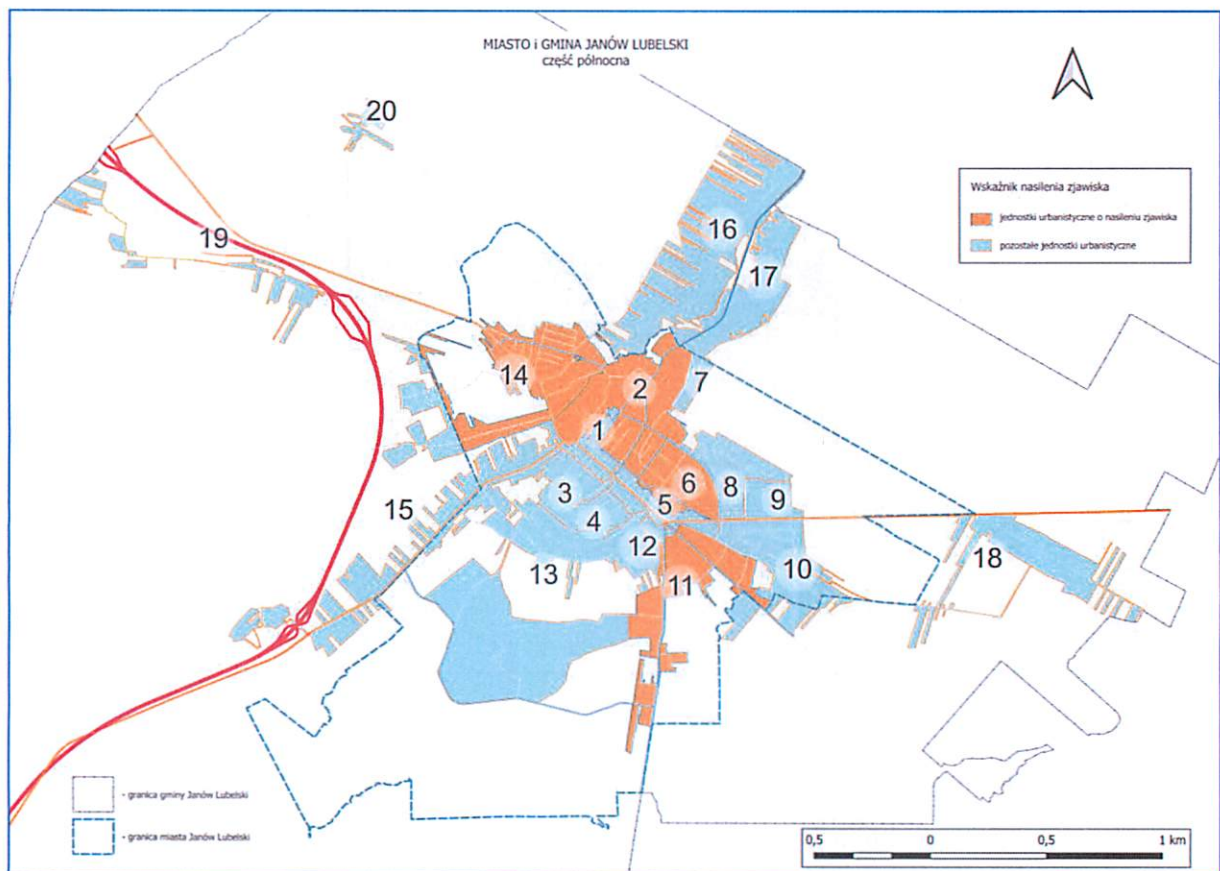 MIASTO i GMINA JANÓW LUBELSKI
część północna
20
Wskaźnik nasilenia zjawiska
jednostki urbanistyczne o nasileniu zjawiska
pozostałe jednostki urbanistyczne
16
19
17
14
2
7
1
3
6
8
9
5
15
4
12
18
13
11
10
- granica gminy Janów Lubelski
- granica miasta Janów Lubelski
0,5 0 0,5 1 km